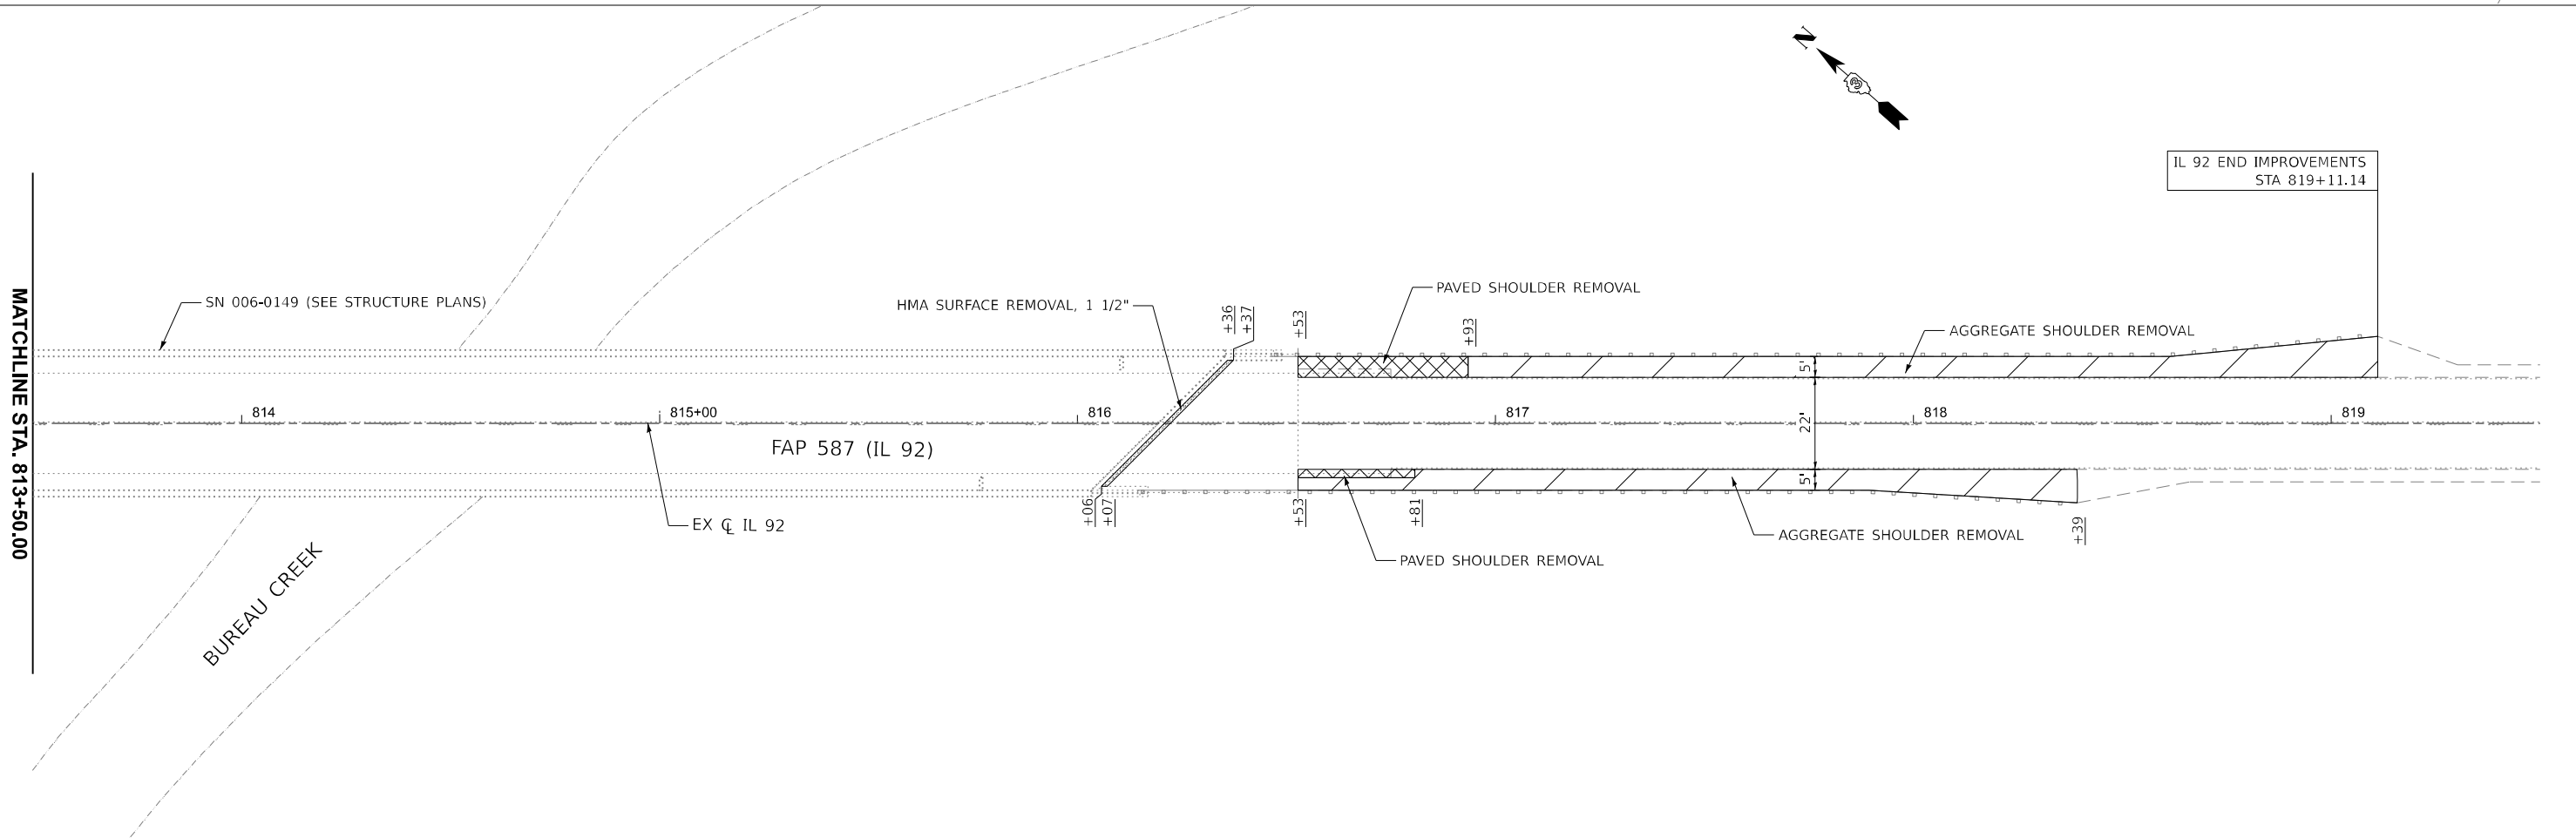 N
3
IL 92 END IMPROVEMENTS
STA 819+11.14
MATCHLINE STA. 813+50.00
SN 006-0149 (SEE STRUCTURE PLANS)
HMA SURFACE REMOVAL, 1 1/2"
+36
+37
+53
PAVED SHOULDER REMOVAL
+93
AGGREGATE SHOULDER REMOVAL
5'
814
815+00
816
817
818
819
22'
FAP 587 (IL 92)
5'
+06
+07
EX ℄ IL 92
+53
+81
+39
AGGREGATE SHOULDER REMOVAL
PAVED SHOULDER REMOVAL
BUREAU CREEK